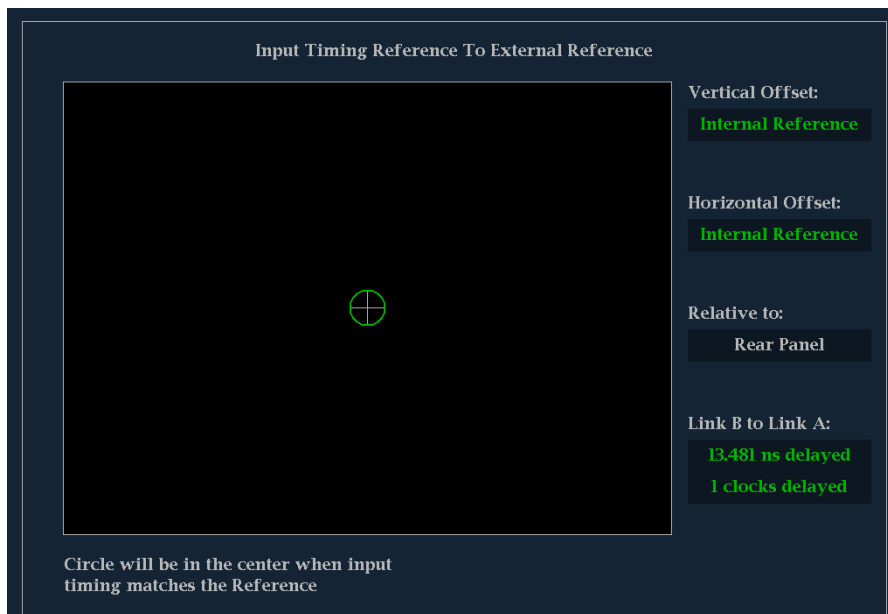 Input Timing Reference To External Reference
Vertical Offset:
Internal Reference
Horizontal Offset:
Internal Reference
Relative to:
Rear Panel
Link B to Link A:
13.481 ns delayed
1 clocks delayed
Circle will be in the center when input
timing matches the Reference